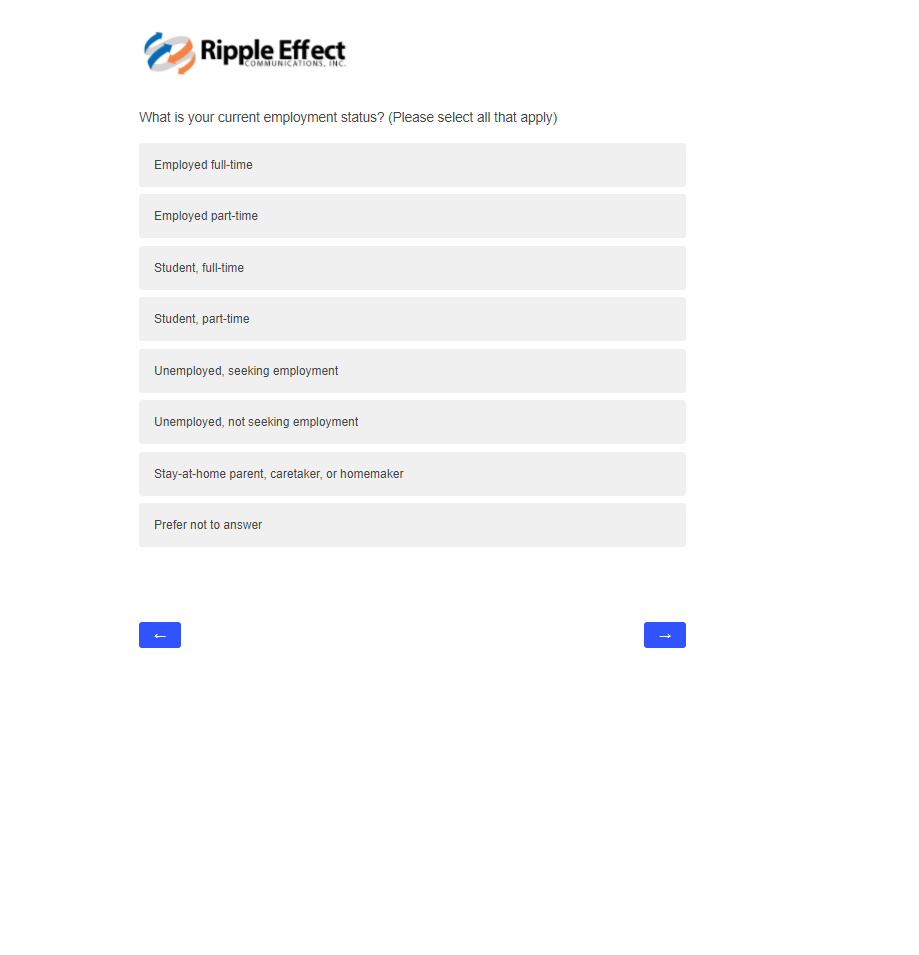 Ripple Effect
COMMUNICATIONS, INC.
What is your current employment status? (Please select all that apply)
Employed full-time
Employed part-time
Student, full-time
Student, part-time
Unemployed, seeking employment
Unemployed, not seeking employment
Stay-at-home parent, caretaker, or homemaker
Prefer not to answer
← →